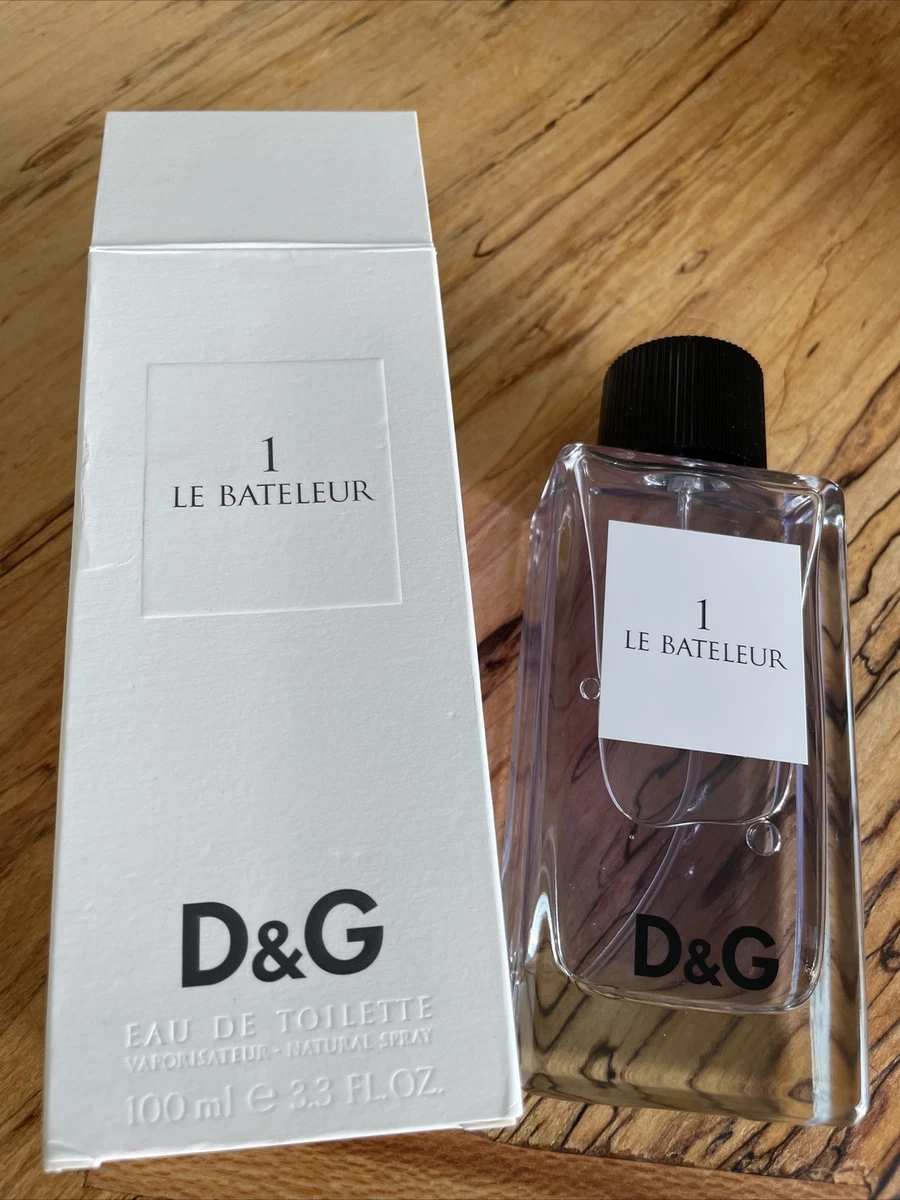 1
LE BATELEUR
D&G
EAU DE TOILETTE
VAPORISATEUR - NATURAL SPRAY
100 ml e 3.3 FL.OZ.
1
LE BATELEUR
D&G